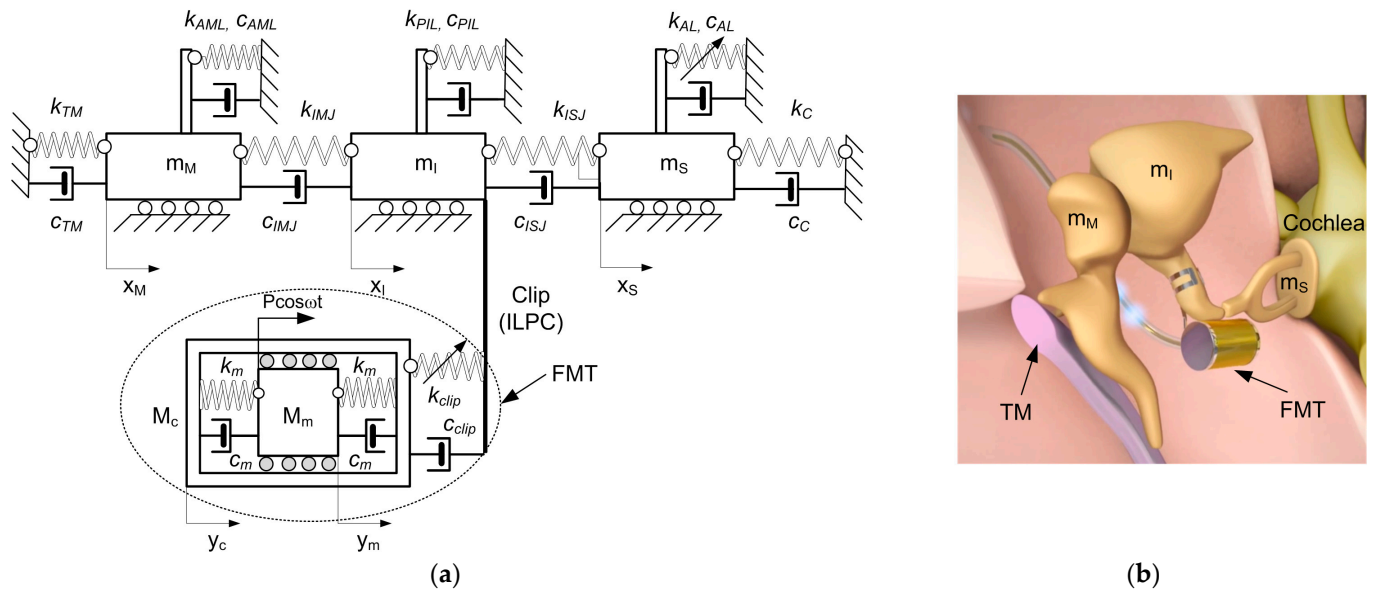 k_AML, c_AML
k_PIL, c_PIL
k_AL, c_AL
k_TM
k_IMJ
k_ISJ
k_C
m_M
m_I
m_S
c_TM
c_IMJ
c_ISJ
c_C
x_M
x_I
x_S
Pcosωt
Clip
(ILPC)
k_m
k_m
M_c
M_m
k_clip
FMT
c_m
c_m
c_clip
y_c
y_m
(a)
m_I
m_M
Cochlea
m_S
TM
FMT
(b)